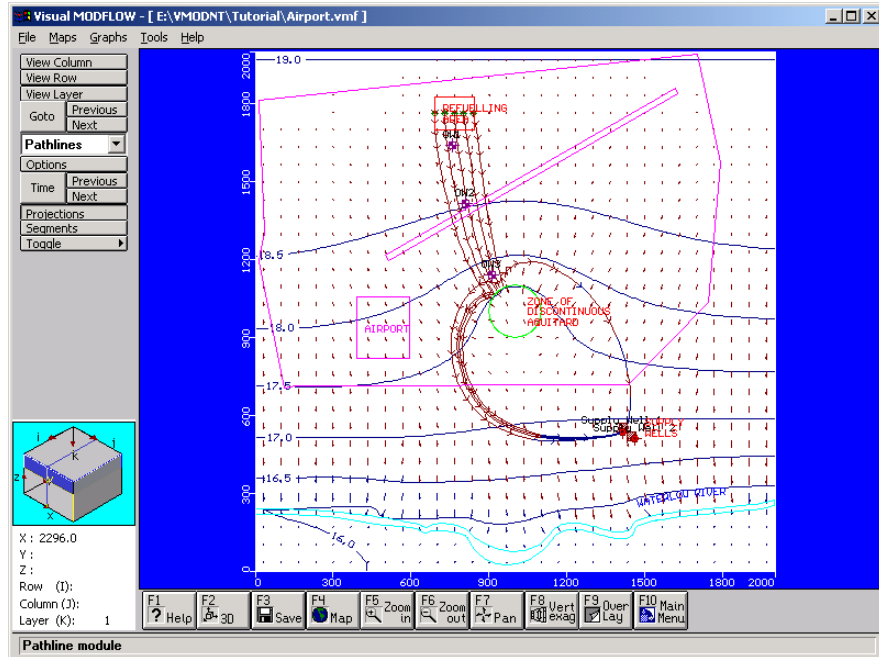 Visual MODFLOW - [ E:\VMODNT\Tutorial\Airport.vmf ]
File Maps Graphs Tools Help
View Column
View Row
View Layer
Goto
Previous
Next
Pathlines
Options
Time
Previous
Next
Projections
Segments
Toggle
i
j
k
z
y
x
X : 2296.0
Y :
Z :
Row (I):
Column (J):
Layer (K): 1
2000
1800
1500
1200
900
600
300
0
0 300 600 900 1200 1500 1800 2000
19.0
REFUELLING
AREA
OW1
OW2
18.5
OW3
ZONE OF
DISCONTINUOUS
AQUITARD
18.0
AIRPORT
17.5
Supply Well 1
SUPPLY
Supply Well 2
WELLS
17.0
16.5
WATERLOW RIVER
16.0
F1 ? Help
F2 3D
F3 Save
F4 Map
F5 Zoom in
F6 Zoom out
F7 Pan
F8 Vert exag
F9 Over Lay
F10 Main Menu
Pathline module